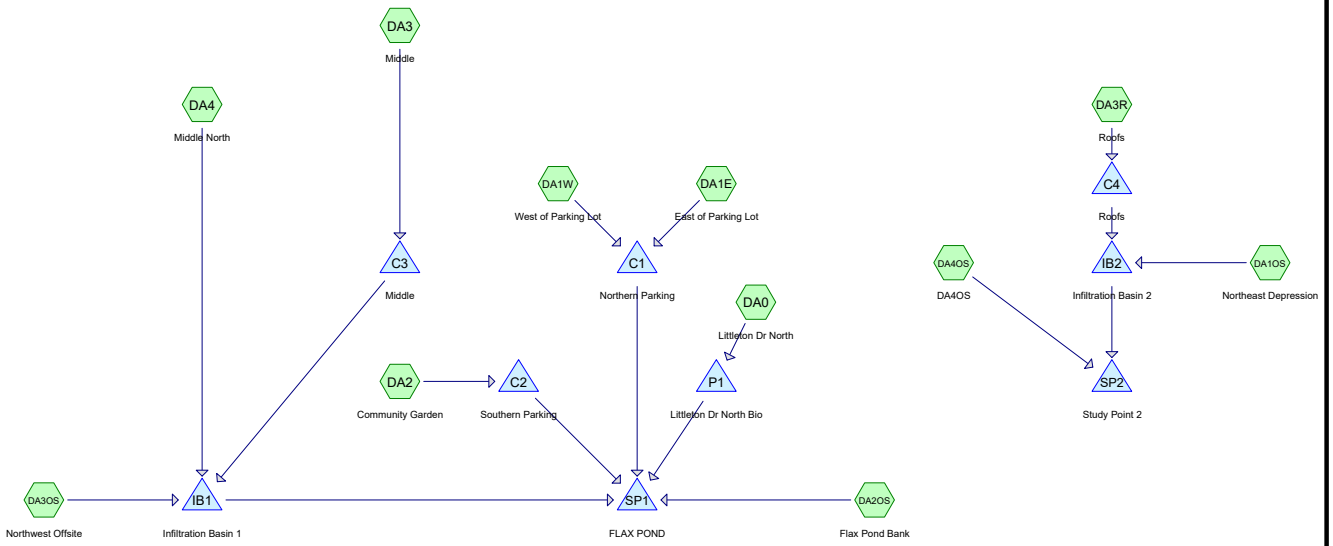 DA3
Middle
DA4
Middle North
DA3R
Roofs
DA1W
West of Parking Lot
DA1E
East of Parking Lot
C4
Roofs
C3
Middle
C1
Northern Parking
DA4OS
DA4OS
IB2
Infiltration Basin 2
DA1OS
Northeast Depression
DA0
Littleton Dr North
DA2
Community Garden
C2
Southern Parking
P1
Littleton Dr North Bio
SP2
Study Point 2
DA3OS
Northwest Offsite
IB1
Infiltration Basin 1
SP1
FLAX POND
DA2OS
Flax Pond Bank